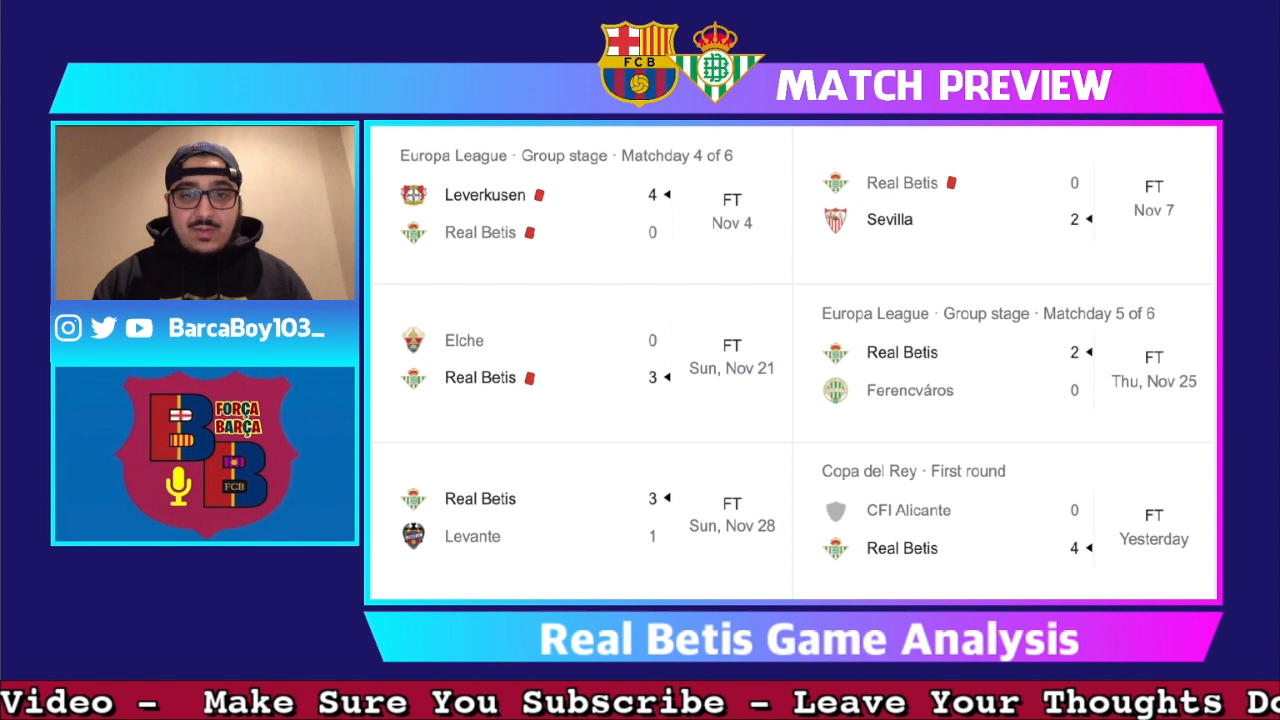 FCB
MATCH PREVIEW
BarcaBoy103_
FORÇA
BARÇA
B
B
FCB
Europa League · Group stage · Matchday 4 of 6
Leverkusen 4
Real Betis 0
FT
Nov 4
Real Betis 0
Sevilla 2
FT
Nov 7
Elche 0
Real Betis 3
FT
Sun, Nov 21
Europa League · Group stage · Matchday 5 of 6
Real Betis 2
Ferencváros 0
FT
Thu, Nov 25
Real Betis 3
Levante 1
FT
Sun, Nov 28
Copa del Rey · First round
CFI Alicante 0
Real Betis 4
FT
Yesterday
Real Betis Game Analysis
Video - Make Sure You Subscribe - Leave Your Thoughts Do